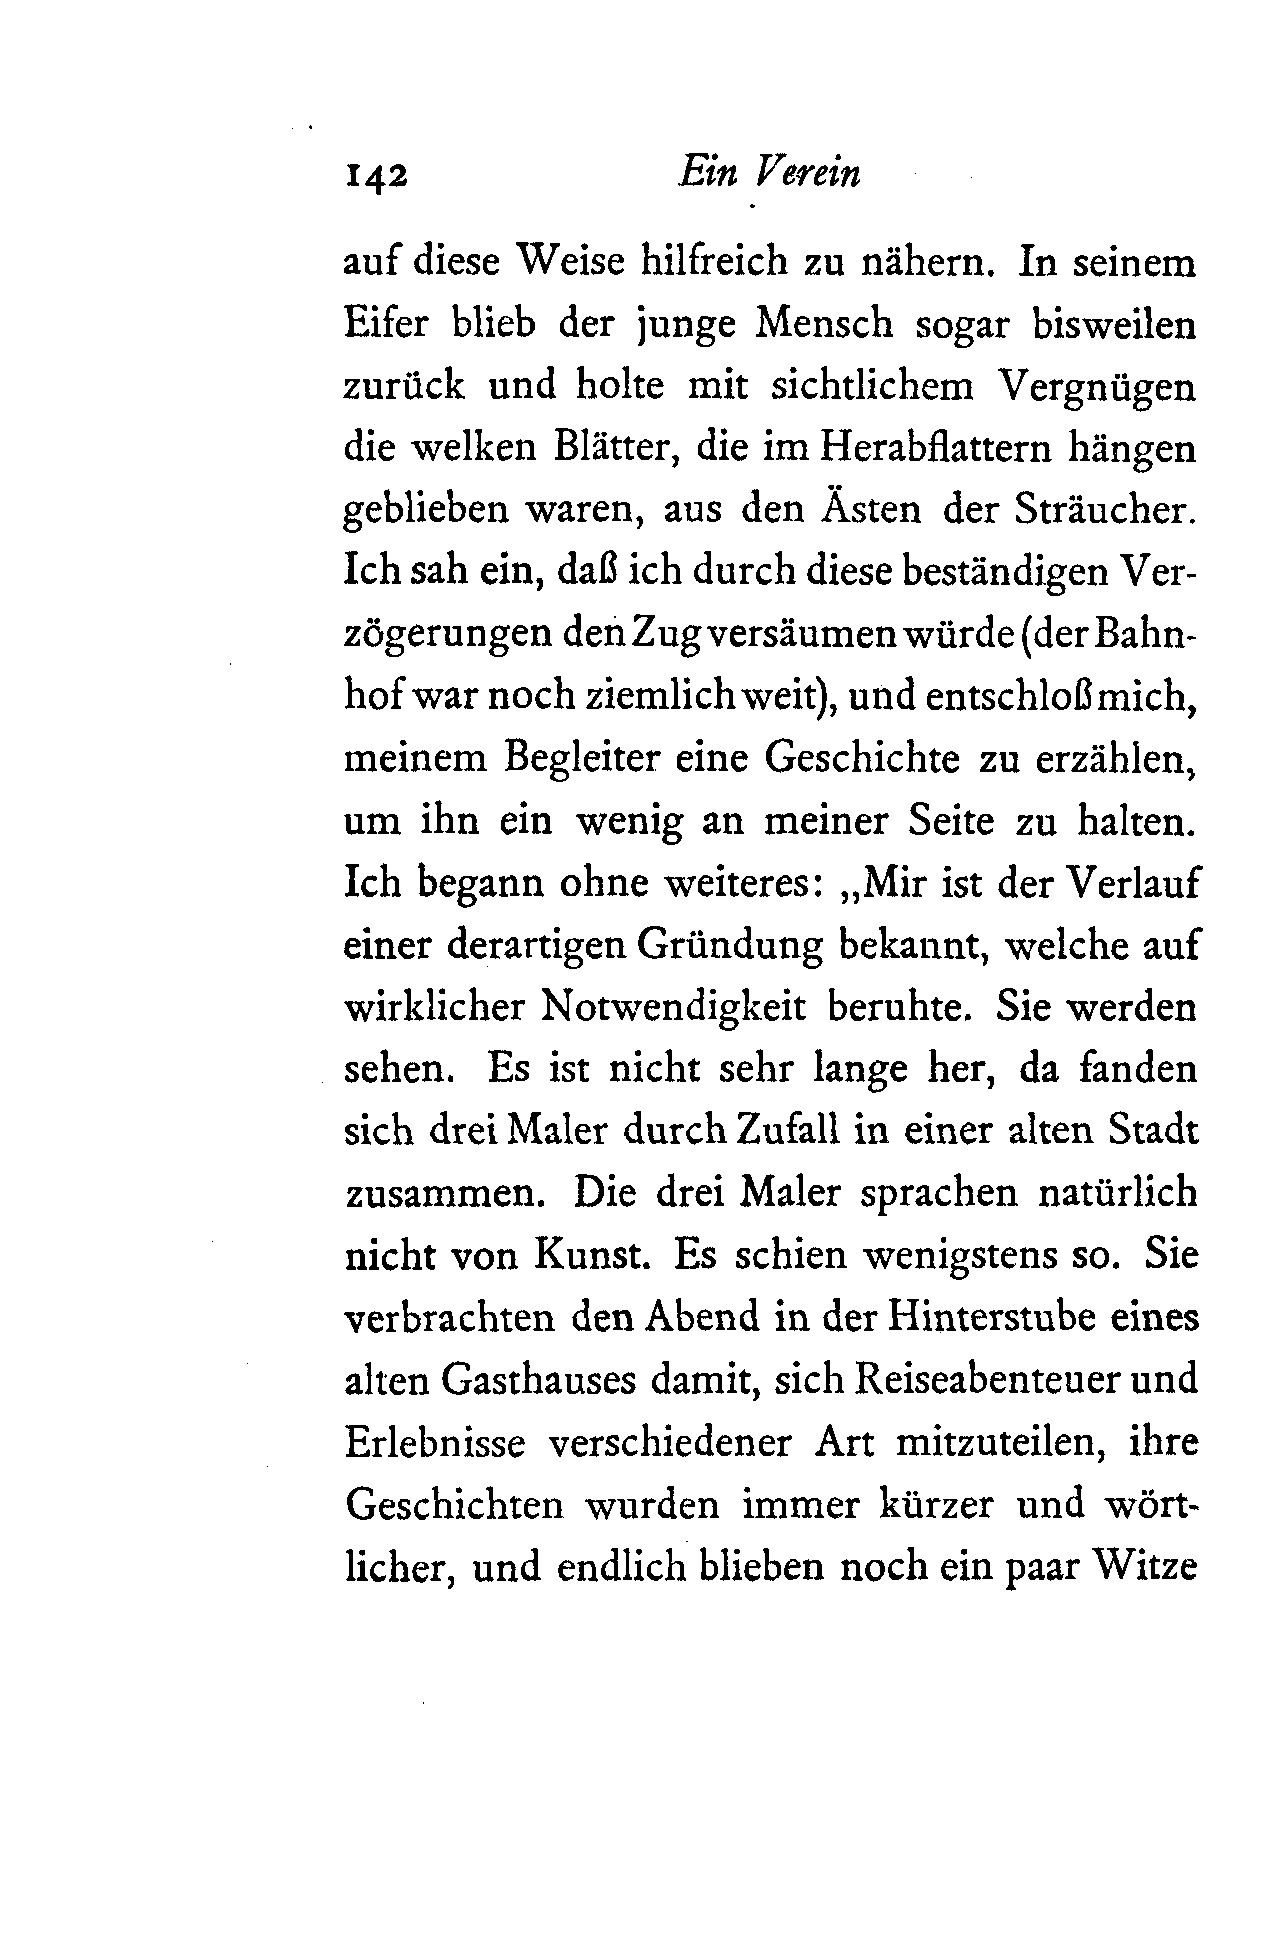 142 Ein Verein
auf diese Weise hilfreich zu nähern. In seinem
Eifer blieb der junge Mensch sogar bisweilen
zurück und holte mit sichtlichem Vergnügen
die welken Blätter, die im Herabflattern hängen
geblieben waren, aus den Ästen der Sträucher.
Ich sah ein, daß ich durch diese beständigen Ver-
zögerungen den Zug versäumen würde (der Bahn-
hof war noch ziemlich weit), und entschloß mich,
meinem Begleiter eine Geschichte zu erzählen,
um ihn ein wenig an meiner Seite zu halten.
Ich begann ohne weiteres: „Mir ist der Verlauf
einer derartigen Gründung bekannt, welche auf
wirklicher Notwendigkeit beruhte. Sie werden
sehen. Es ist nicht sehr lange her, da fanden
sich drei Maler durch Zufall in einer alten Stadt
zusammen. Die drei Maler sprachen natürlich
nicht von Kunst. Es schien wenigstens so. Sie
verbrachten den Abend in der Hinterstube eines
alten Gasthauses damit, sich Reiseabenteuer und
Erlebnisse verschiedener Art mitzuteilen, ihre
Geschichten wurden immer kürzer und wört-
licher, und endlich blieben noch ein paar Witze